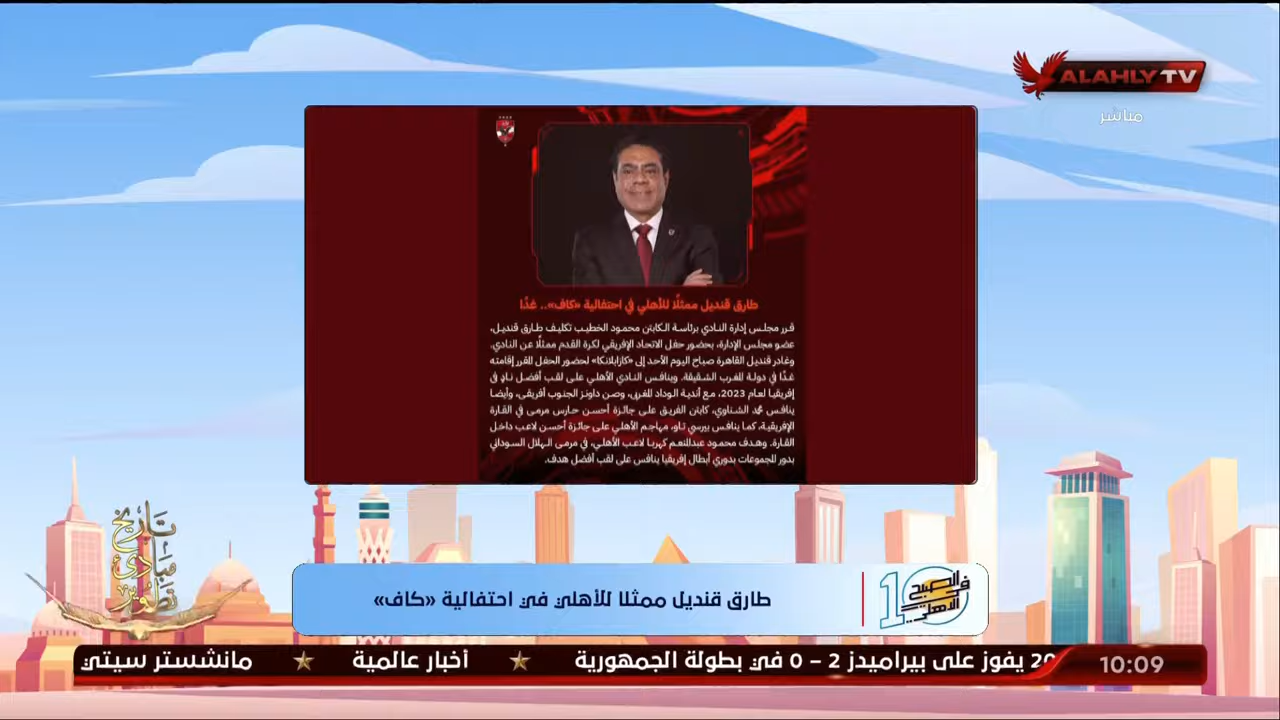 ALAHLY TV
مباشر
طارق قنديل ممثلًا للأهلي في احتفالية «كاف».. غدًا
قرر مجلس إدارة النادي برئاسة الكابتن محمود الخطيب تكليف طارق قنديل،
عضو مجلس الإدارة، بحضور حفل الاتحاد الإفريقي لكرة القدم ممثلًا عن النادي.
وغادر قنديل القاهرة صباح اليوم الأحد إلى «كازابلانكا» لحضور الحفل المقرر إقامته
غدًا في دولة المغرب الشقيقة. وينافس النادي الأهلي على لقب أفضل نادٍ في
إفريقيا لعام 2023، مع أندية الوداد المغربي، وصن داونز الجنوب أفريقي، وأيضا
ينافس محمد الشناوي، كابتن الفريق على جائزة أحسن حارس مرمى في القارة
الإفريقية، كما ينافس بيرسي تاو، مهاجم الأهلي على جائزة أحسن لاعب داخل
القارة. وهدف محمود عبدالمنعم كهربا لاعب الأهلي، في مرمى الهلال السوداني
بدور المجموعات بدوري أبطال إفريقيا ينافس على لقب أفضل هدف.
تاريخ
مبادئ
تطوير
10 الصبح في الأهلي..
طارق قنديل ممثلا للأهلي في احتفالية «كاف»
10:09 20 يفوز على بيراميدز 2 – 0 في بطولة الجمهورية ★ أخبار عالمية ★ مانشستر سيتي